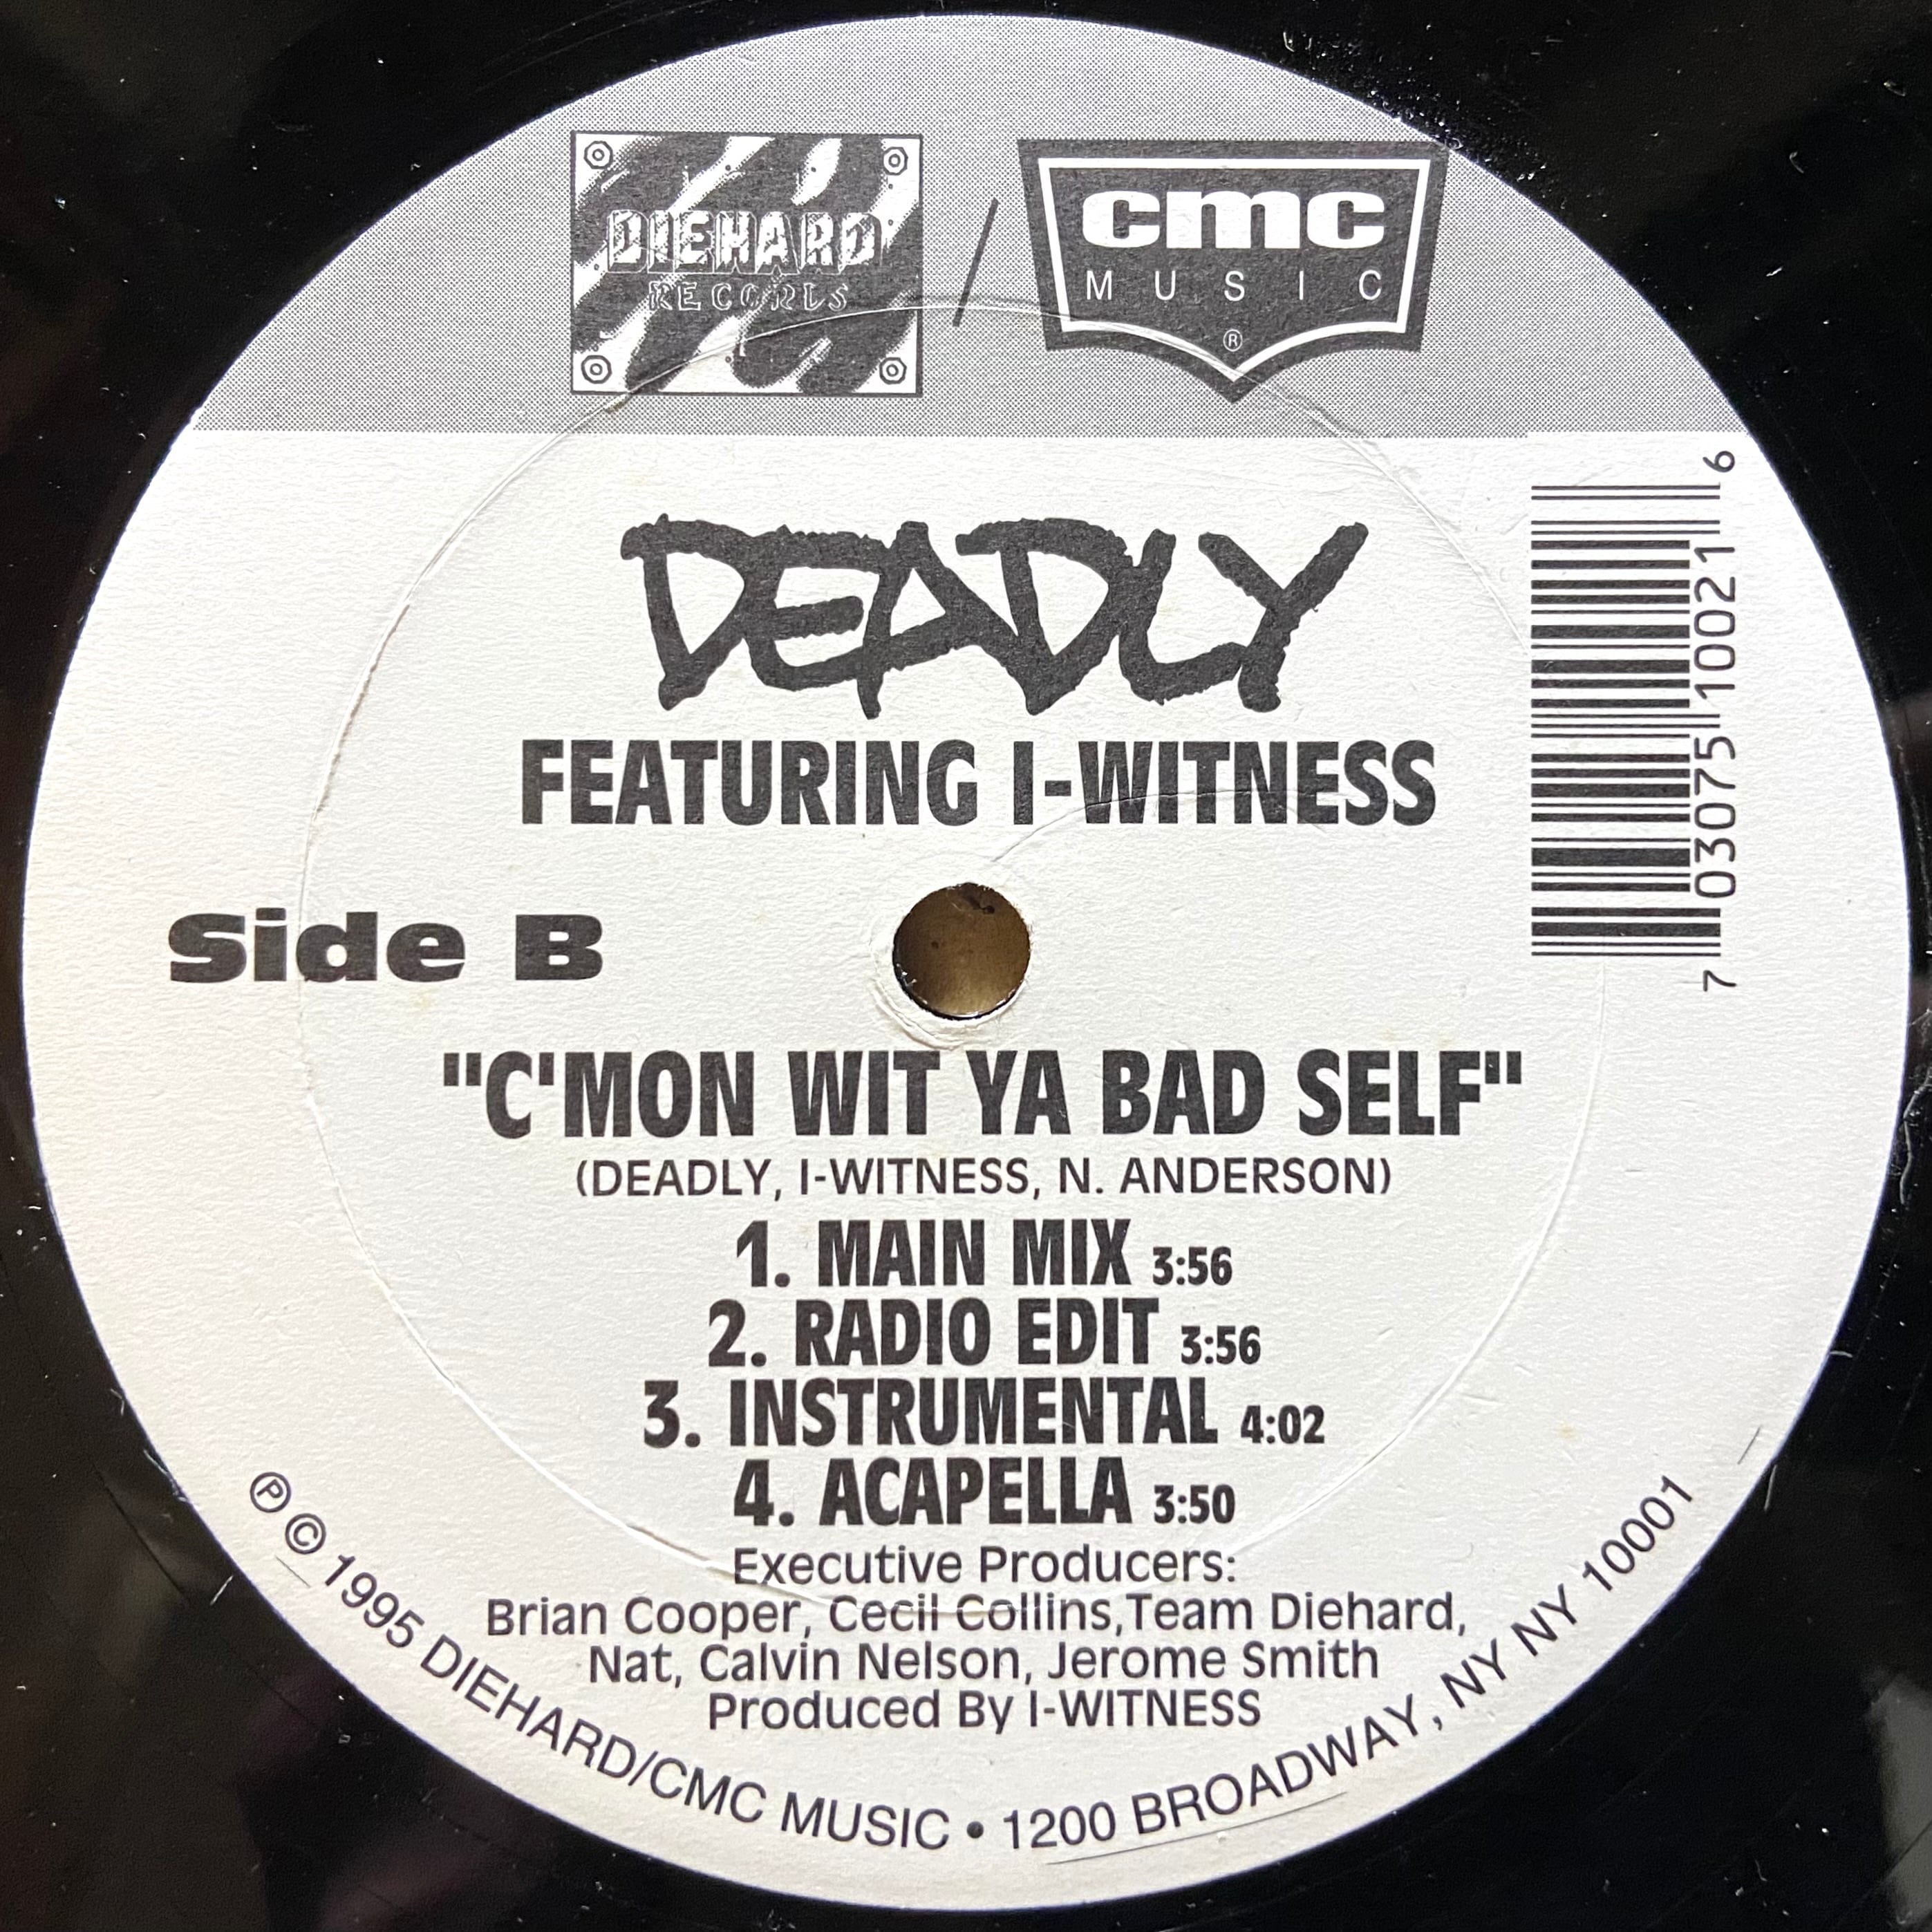 DIEHARD
RECORDS
/
cmc
MUSIC
®
DEADLY
FEATURING I-WITNESS
7 03075 10021 6
Side B
"C'MON WIT YA BAD SELF"
(DEADLY, I-WITNESS, N. ANDERSON)
1. MAIN MIX 3:56
2. RADIO EDIT 3:56
3. INSTRUMENTAL 4:02
4. ACAPELLA 3:50
Executive Producers:
Brian Cooper, Cecil Collins,Team Diehard,
Nat, Calvin Nelson, Jerome Smith
Produced By I-WITNESS
℗ © 1995 DIEHARD/CMC MUSIC • 1200 BROADWAY, NY NY 10001